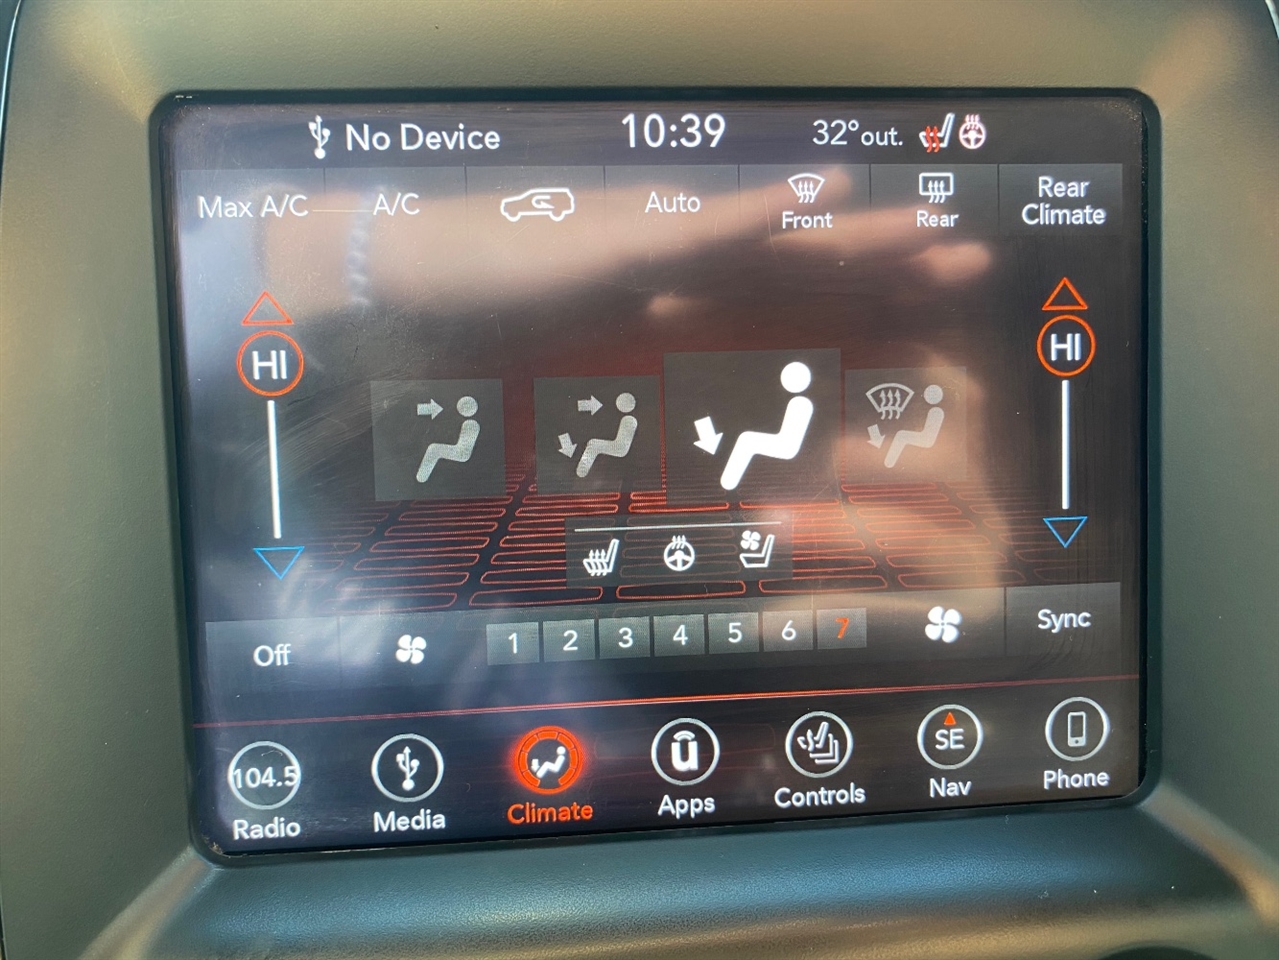 No Device
10:39
32° out.
Max A/C
A/C
Auto
Front
Rear
Rear
Climate
HI
HI
Off
1
2
3
4
5
6
7
Sync
104.5
Radio
Media
Climate
Apps
Controls
SE
Nav
Phone